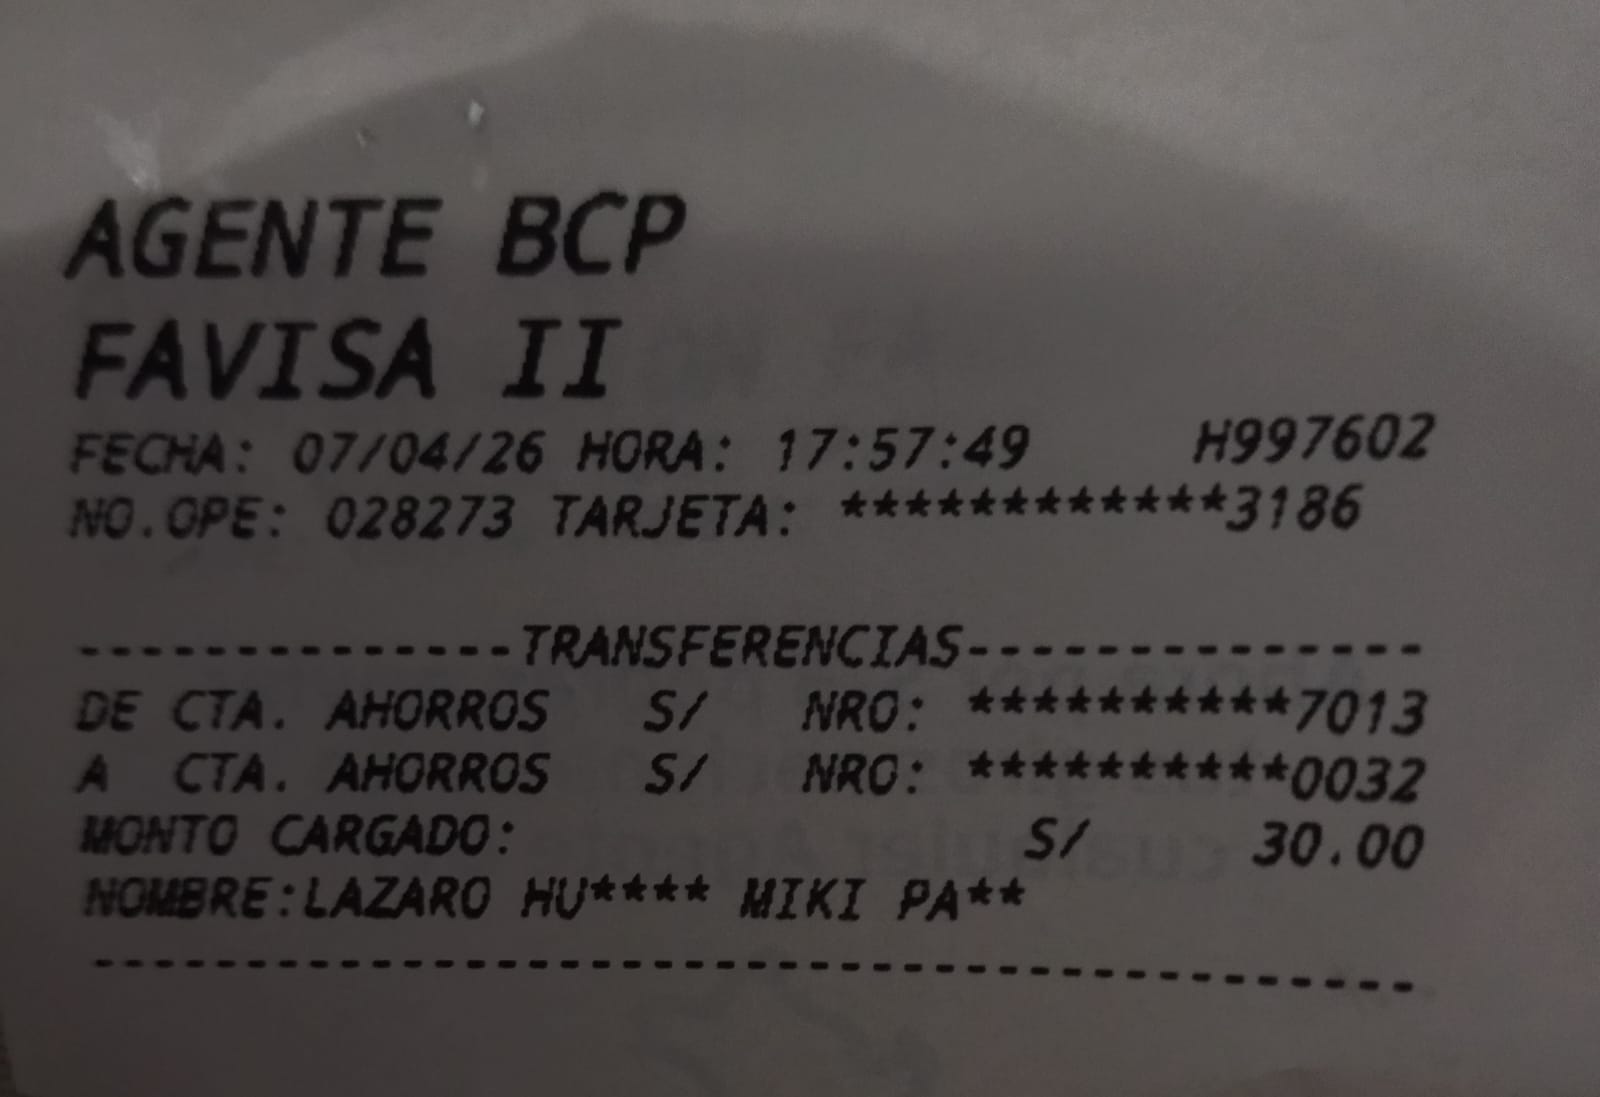 AGENTE BCP
FAVISA II
FECHA: 07/04/26 HORA: 17:57:49 H997602
NO.OPE: 028273 TARJETA: ************3186
--------------TRANSFERENCIAS--------------
DE CTA. AHORROS S/ NRO: **********7013
A CTA. AHORROS S/ NRO: **********0032
MONTO CARGADO: S/ 30.00
NOMBRE:LAZARO HU**** MIKI PA**